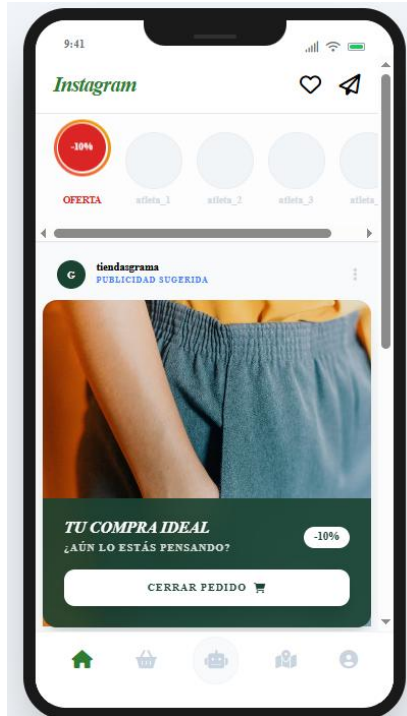 9:41
Instagram
-10%
OFERTA
atleta_1
atleta_2
atleta_3
atleta_
G
tiendasgrama
PUBLICIDAD SUGERIDA
TU COMPRA IDEAL
¿AÚN LO ESTÁS PENSANDO?
-10%
CERRAR PEDIDO